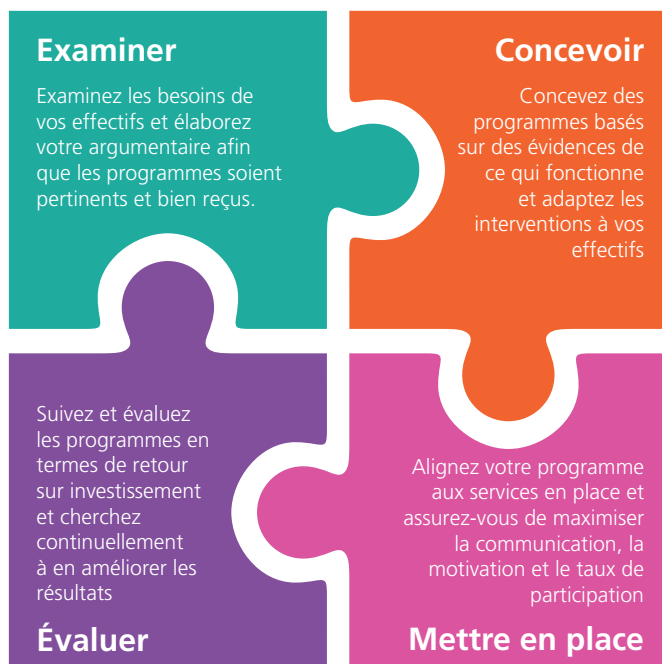 Examiner
Examinez les besoins de
vos effectifs et élaborez
votre argumentaire afin
que les programmes soient
pertinents et bien reçus.
Concevoir
Concevez des
programmes basés
sur des évidences de
ce qui fonctionne
et adaptez les
interventions à vos
effectifs
Suivez et évaluez
les programmes en
termes de retour
sur investissement
et cherchez
continuellement
à en améliorer les
résultats
Évaluer
Alignez votre programme
aux services en place et
assurez-vous de maximiser
la communication, la
motivation et le taux de
participation
Mettre en place